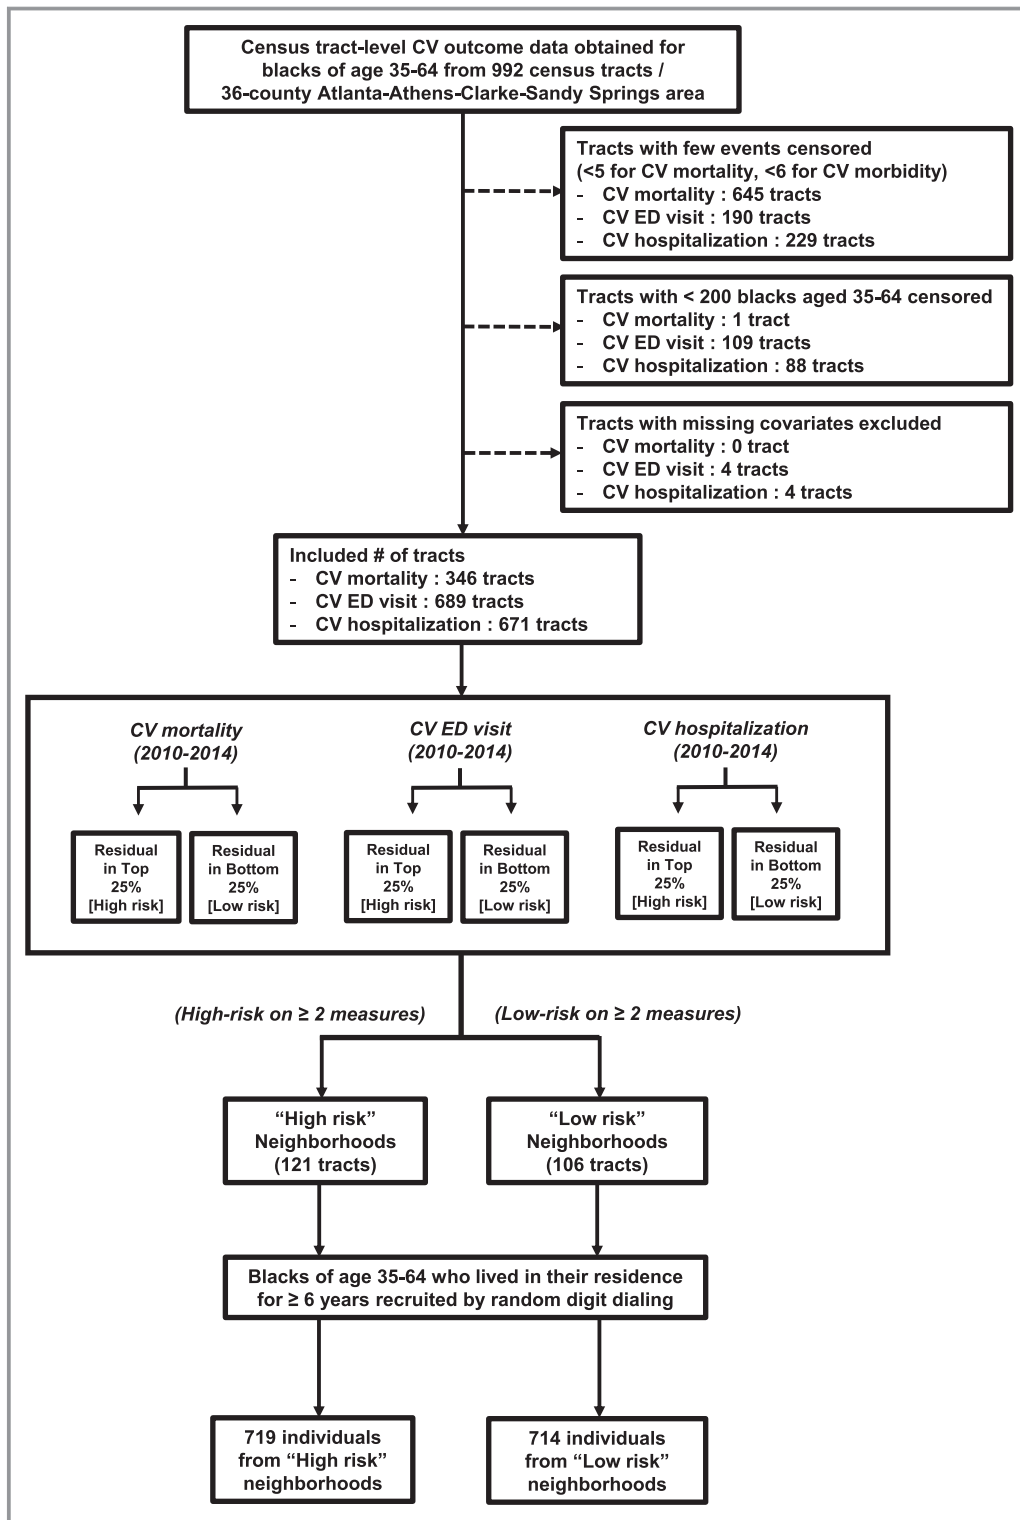 Census tract-level CV outcome data obtained for
blacks of age 35-64 from 992 census tracts /
36-county Atlanta-Athens-Clarke-Sandy Springs area
Tracts with few events censored
(<5 for CV mortality, <6 for CV morbidity)
- CV mortality : 645 tracts
- CV ED visit : 190 tracts
- CV hospitalization : 229 tracts
Tracts with < 200 blacks aged 35-64 censored
- CV mortality : 1 tract
- CV ED visit : 109 tracts
- CV hospitalization : 88 tracts
Tracts with missing covariates excluded
- CV mortality : 0 tract
- CV ED visit : 4 tracts
- CV hospitalization : 4 tracts
Included # of tracts
- CV mortality : 346 tracts
- CV ED visit : 689 tracts
- CV hospitalization : 671 tracts
CV mortality
(2010-2014)
CV ED visit
(2010-2014)
CV hospitalization
(2010-2014)
Residual
in Top
25%
[High risk]
Residual
in Bottom
25%
[Low risk]
Residual
in Top
25%
[High risk]
Residual
in Bottom
25%
[Low risk]
Residual
in Top
25%
[High risk]
Residual
in Bottom
25%
[Low risk]
(High-risk on ≥ 2 measures)
(Low-risk on ≥ 2 measures)
“High risk”
Neighborhoods
(121 tracts)
“Low risk”
Neighborhoods
(106 tracts)
Blacks of age 35-64 who lived in their residence
for ≥ 6 years recruited by random digit dialing
719 individuals
from “High risk”
neighborhoods
714 individuals
from “Low risk”
neighborhoods